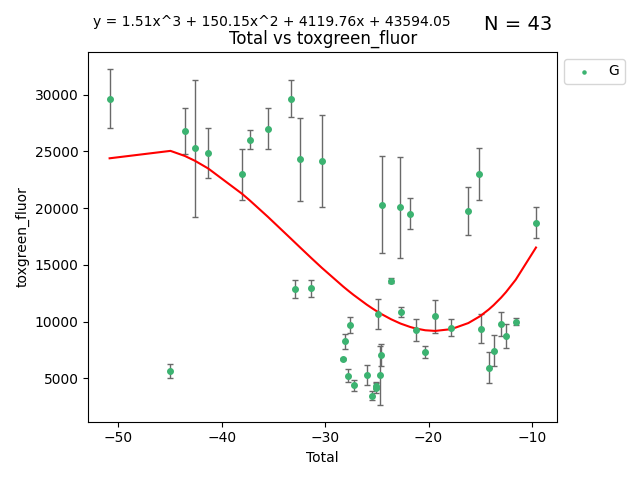 y = 1.51x^3 + 150.15x^2 + 4119.76x + 43594.05
N = 43
Total vs toxgreen_fluor
G
30000
25000
20000
15000
10000
5000
toxgreen_fluor
−50
−40
−30
−20
−10
Total